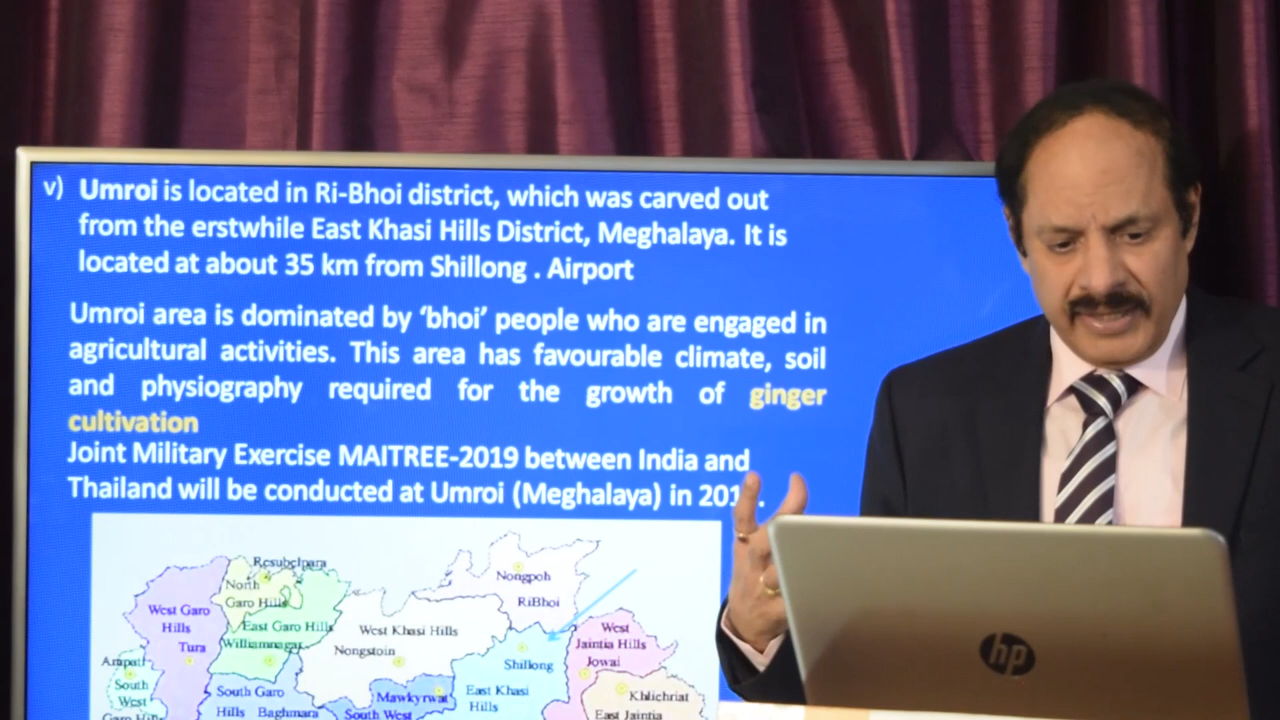 v) Umroi is located in Ri-Bhoi district, which was carved out
from the erstwhile East Khasi Hills District, Meghalaya. It is
located at about 35 km from Shillong . Airport
Umroi area is dominated by ‘bhoi’ people who are engaged in
agricultural activities. This area has favourable climate, soil
and physiography required for the growth of ginger
cultivation
Joint Military Exercise MAITREE-2019 between India and
Thailand will be conducted at Umroi (Meghalaya) in
Resubelpara
Nongpoh
North
Garo Hills
RiBhoi
West Garo
Hills
East Garo Hills
West Khasi Hills
West
Jaintia Hills
Tura
Williamnagar
Nongstoin
Shillong
Jowai
Ampati
South
West
Garo Hills
South Garo
Hills
Baghmara
Mawkyrwat
South West
East Khasi
Hills
Khliehriat
East Jaintia
hp